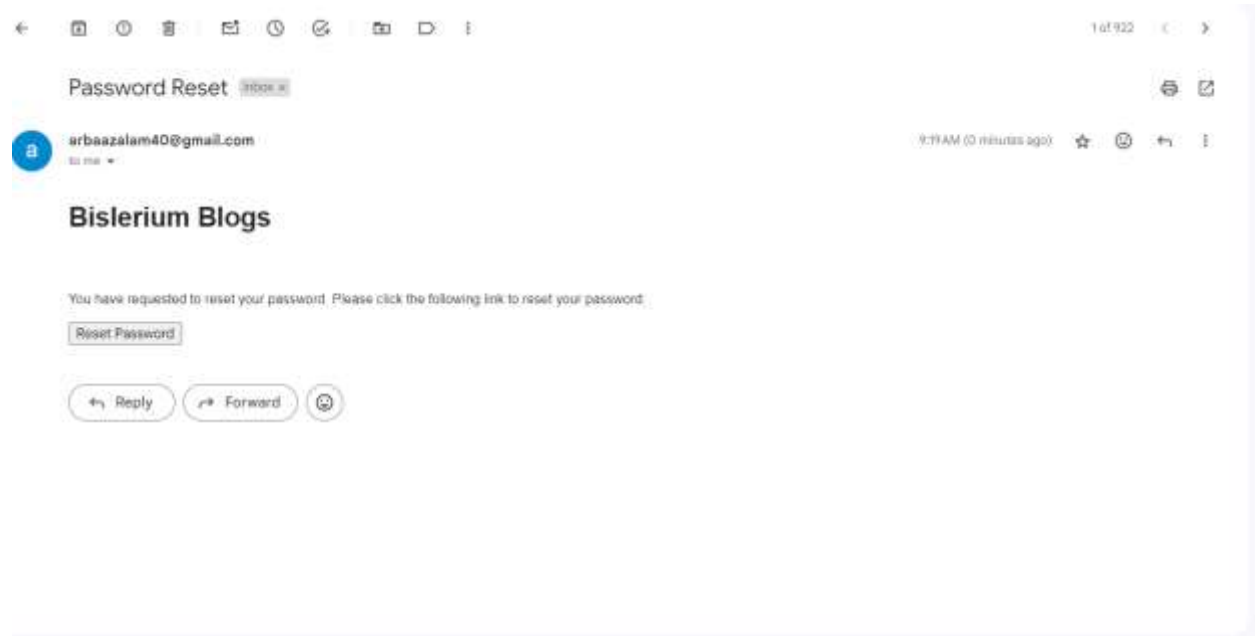 1 of 922
Password Reset Inbox ×
arbaazalam40@gmail.com
9:19 AM (0 minutes ago)
to me
a
Bislerium Blogs
You have requested to reset your password. Please click the following link to reset your password:
Reset Password
Reply
Forward